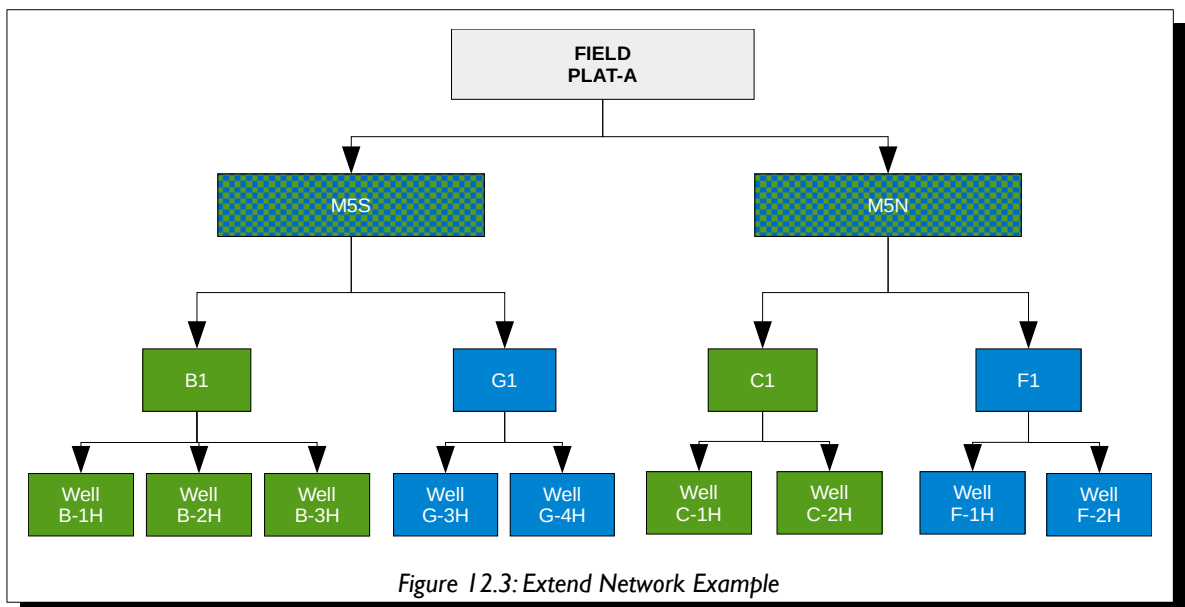 FIELD
PLAT-A
M5S
M5N
B1
G1
C1
F1
Well
B-1H
Well
B-2H
Well
B-3H
Well
G-3H
Well
G-4H
Well
C-1H
Well
C-2H
Well
F-1H
Well
F-2H
Figure 12.3: Extend Network Example